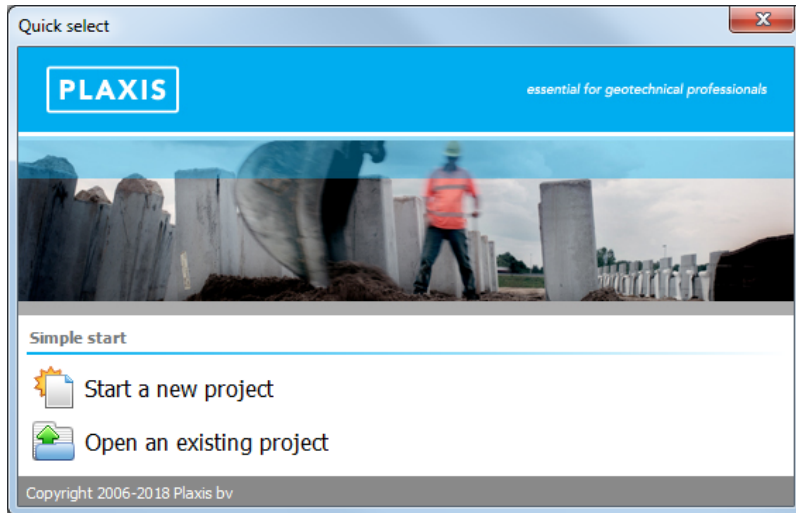 Quick select
PLAXIS
essential for geotechnical professionals
Simple start
Start a new project
Open an existing project
Copyright 2006-2018 Plaxis bv